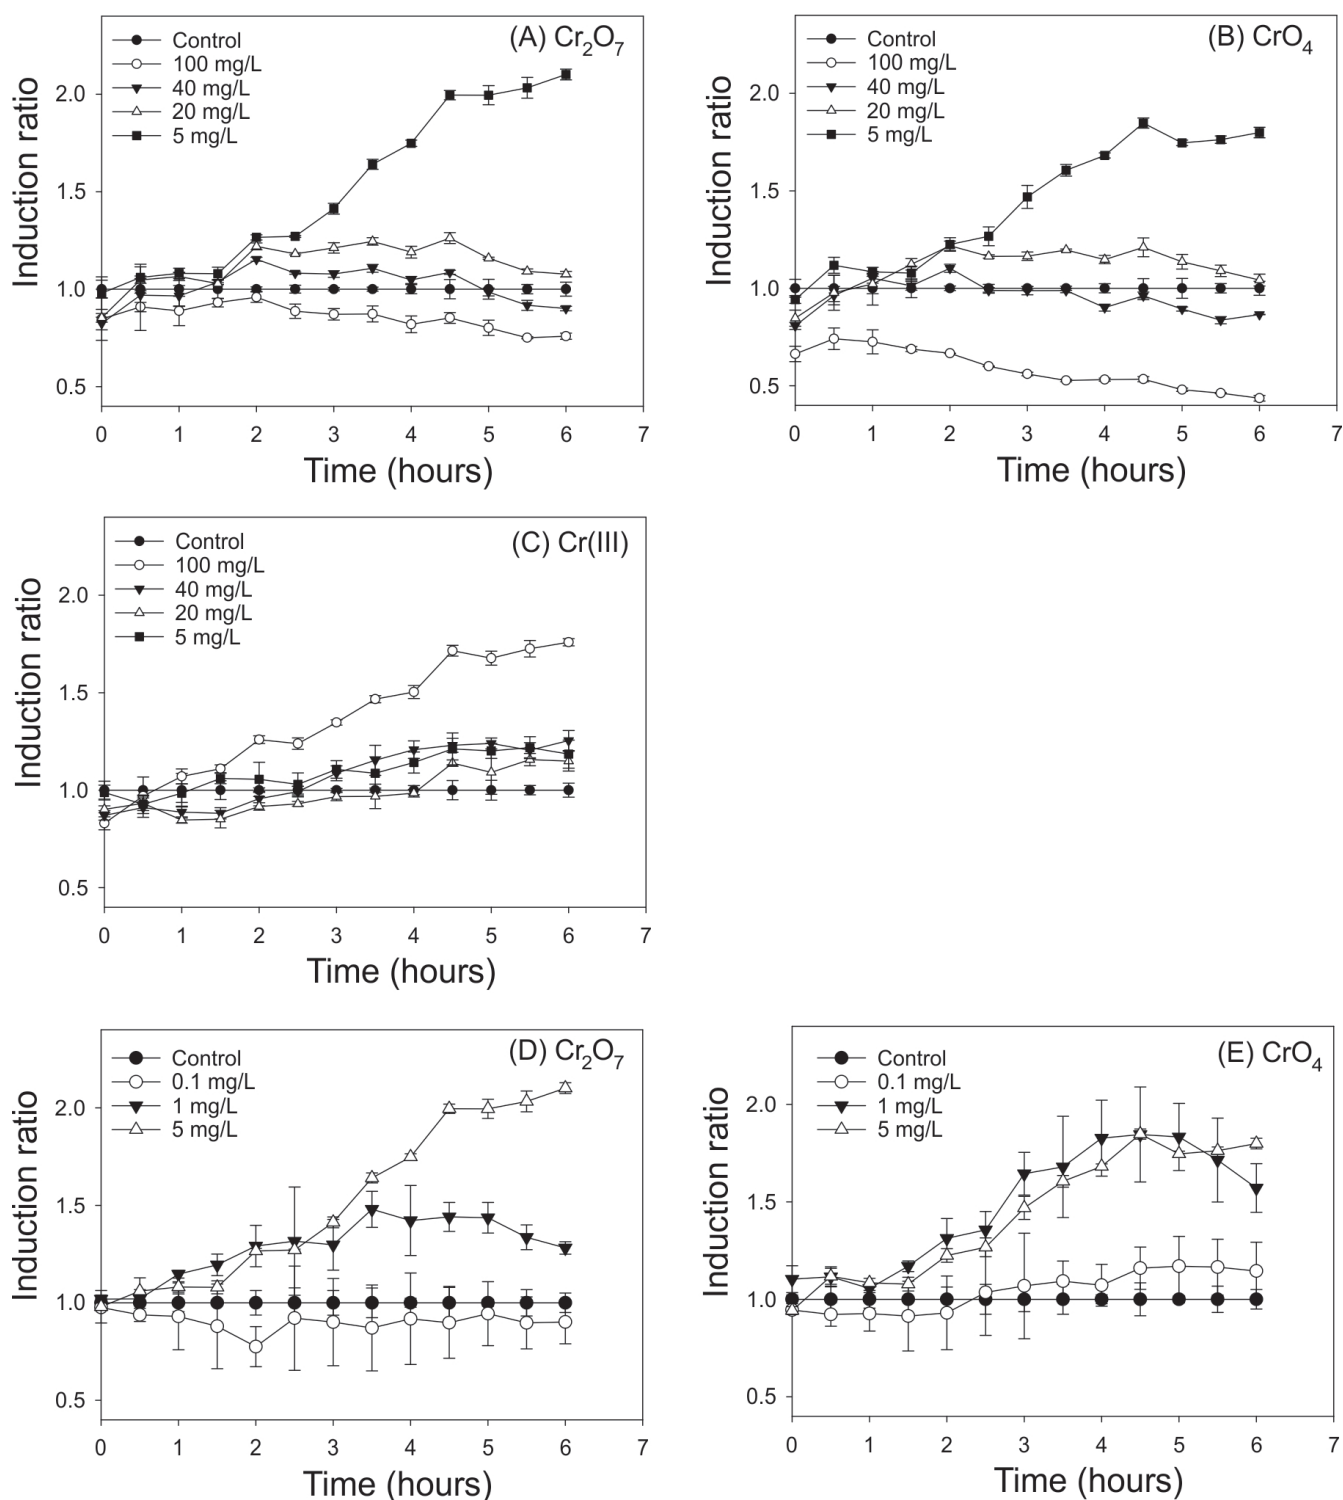 (A) Cr2O7
Control
100 mg/L
40 mg/L
20 mg/L
5 mg/L
Induction ratio
2.0
1.5
1.0
0.5
0 1 2 3 4 5 6 7
Time (hours)
(B) CrO4
Control
100 mg/L
40 mg/L
20 mg/L
5 mg/L
Induction ratio
2.0
1.5
1.0
0.5
0 1 2 3 4 5 6 7
Time (hours)
(C) Cr(III)
Control
100 mg/L
40 mg/L
20 mg/L
5 mg/L
Induction ratio
2.0
1.5
1.0
0.5
0 1 2 3 4 5 6 7
Time (hours)
(D) Cr2O7
Control
0.1 mg/L
1 mg/L
5 mg/L
Induction ratio
2.0
1.5
1.0
0.5
0 1 2 3 4 5 6 7
Time (hours)
(E) CrO4
Control
0.1 mg/L
1 mg/L
5 mg/L
Induction ratio
2.0
1.5
1.0
0.5
0 1 2 3 4 5 6 7
Time (hours)